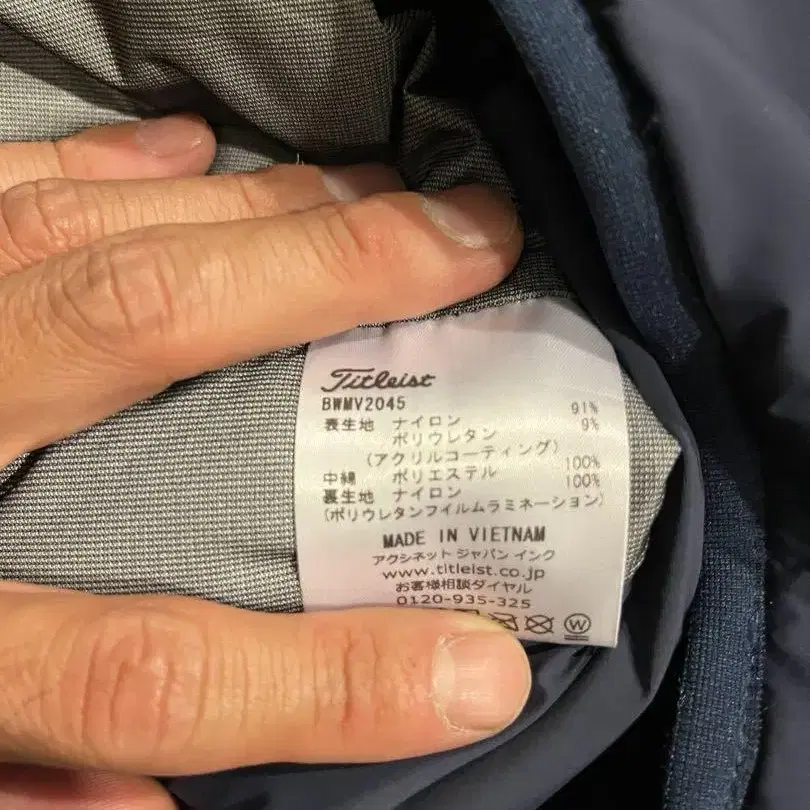 Titleist
BWMV2045
表生地 ナイロン 91%
ポリウレタン 9%
(アクリルコーティング)
中綿 ポリエステル 100%
裏生地 ナイロン 100%
(ポリウレタンフイルムラミネーション)
MADE IN VIETNAM
アクシネット ジャパン インク
www.titleist.co.jp
お客様相談ダイヤル
0120-935-325
W